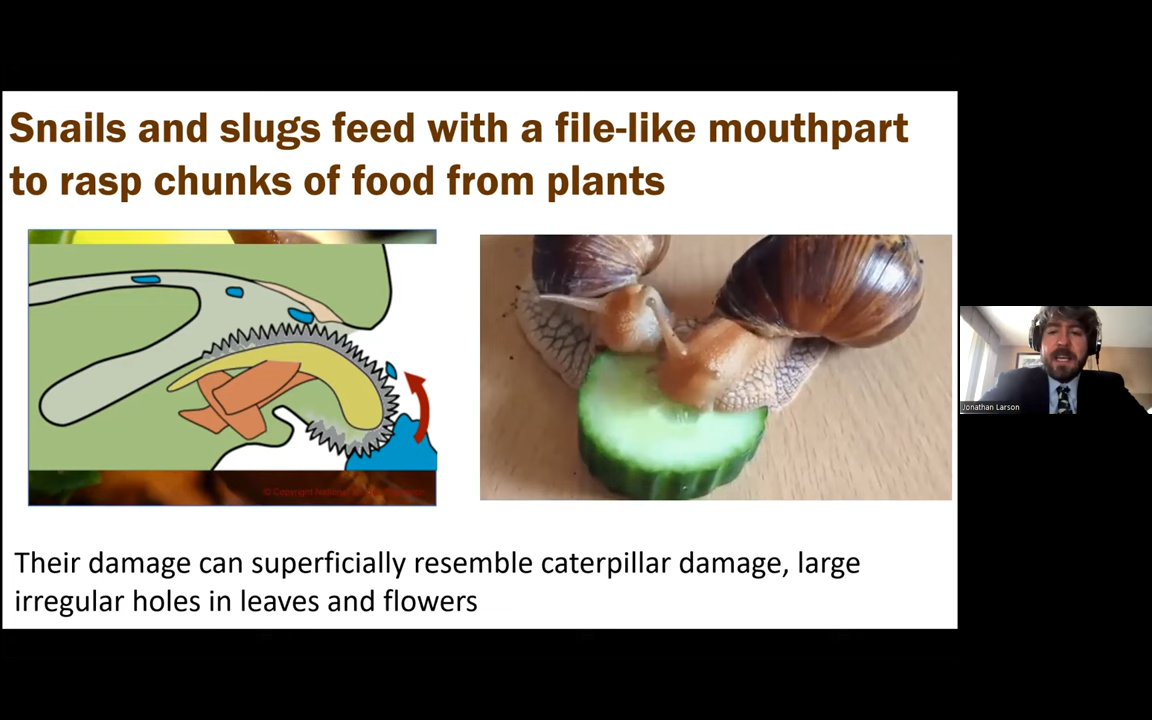 Snails and slugs feed with a file-like mouthpart
to rasp chunks of food from plants
© Copyright
Jonathan Larson
Their damage can superficially resemble caterpillar damage, large
irregular holes in leaves and flowers